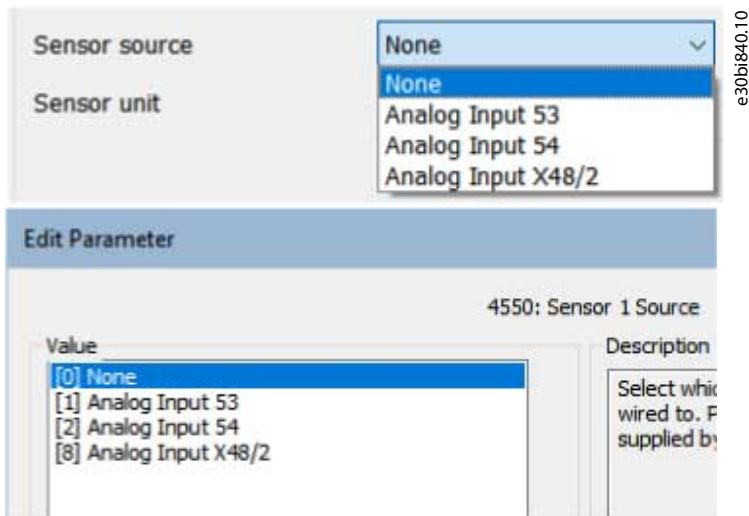 Sensor source
None
None
Sensor unit
Analog Input 53
Analog Input 54
Analog Input X48/2
e30bi840.10
Edit Parameter
4550: Sensor 1 Source
Value
[0] None
[1] Analog Input 53
[2] Analog Input 54
[8] Analog Input X48/2
Description
Select
wired to.
supplied